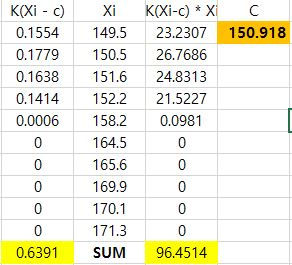 K(Xi - c) Xi K(Xi-c) * Xi C
0.1554 149.5 23.2307 150.918
0.1779 150.5 26.7686
0.1638 151.6 24.8313
0.1414 152.2 21.5227
0.0006 158.2 0.0981
0 164.5 0
0 165.6 0
0 169.9 0
0 170.1 0
0 171.3 0
0.6391 SUM 96.4514